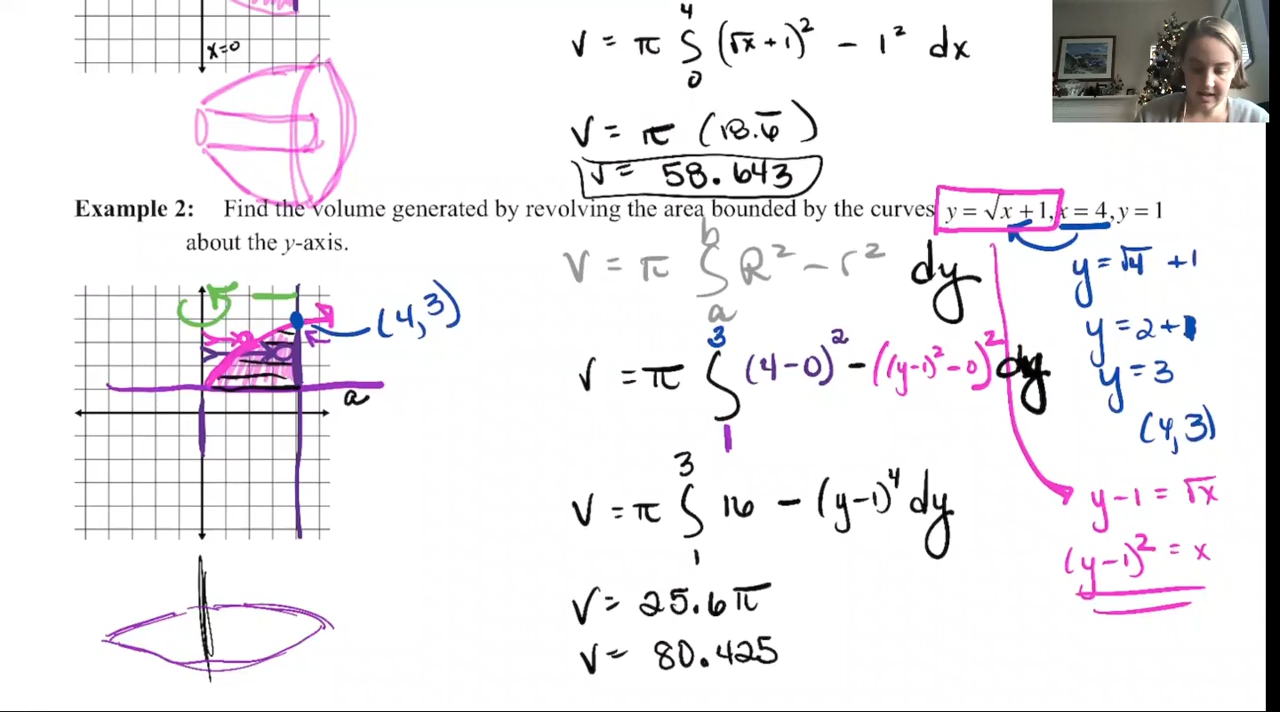 x=0
V = π ∫₀⁴ (√x + 1)² − 1² dx
V = π (18.6̅)
V = 58.643
Example 2: Find the volume generated by revolving the area bounded by the curves y = √x + 1, x = 4, y = 1
about the y-axis.
V = π ∫ₐᵇ R² − r² dy
y = √4 + 1
(4,3)
y = 2+1
V = π ∫₁³ (4−0)² − ((y−1)² − 0)² dy
y = 3
a
(4,3)
V = π ∫₁³ 16 − (y−1)⁴ dy
y−1 = √x
(y−1)² = x
V = 25.6π
V = 80.425